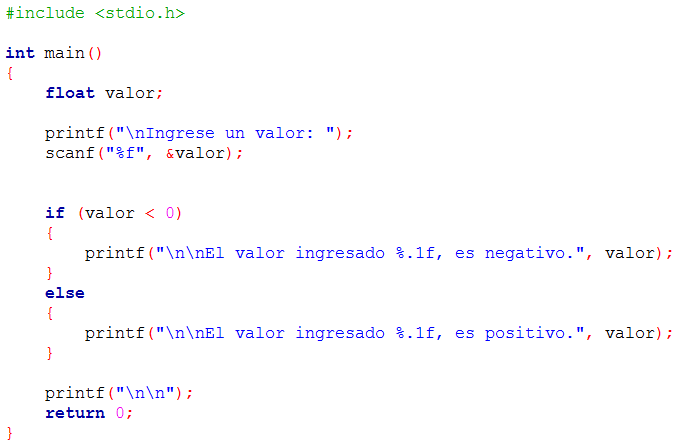 #include <stdio.h>
int main()
{
float valor;
printf("\nIngrese un valor: ");
scanf("%f", &valor);
if (valor < 0)
{
printf("\n\nEl valor ingresado %.1f, es negativo.", valor);
}
else
{
printf("\n\nEl valor ingresado %.1f, es positivo.", valor);
}
printf("\n\n");
return 0;
}